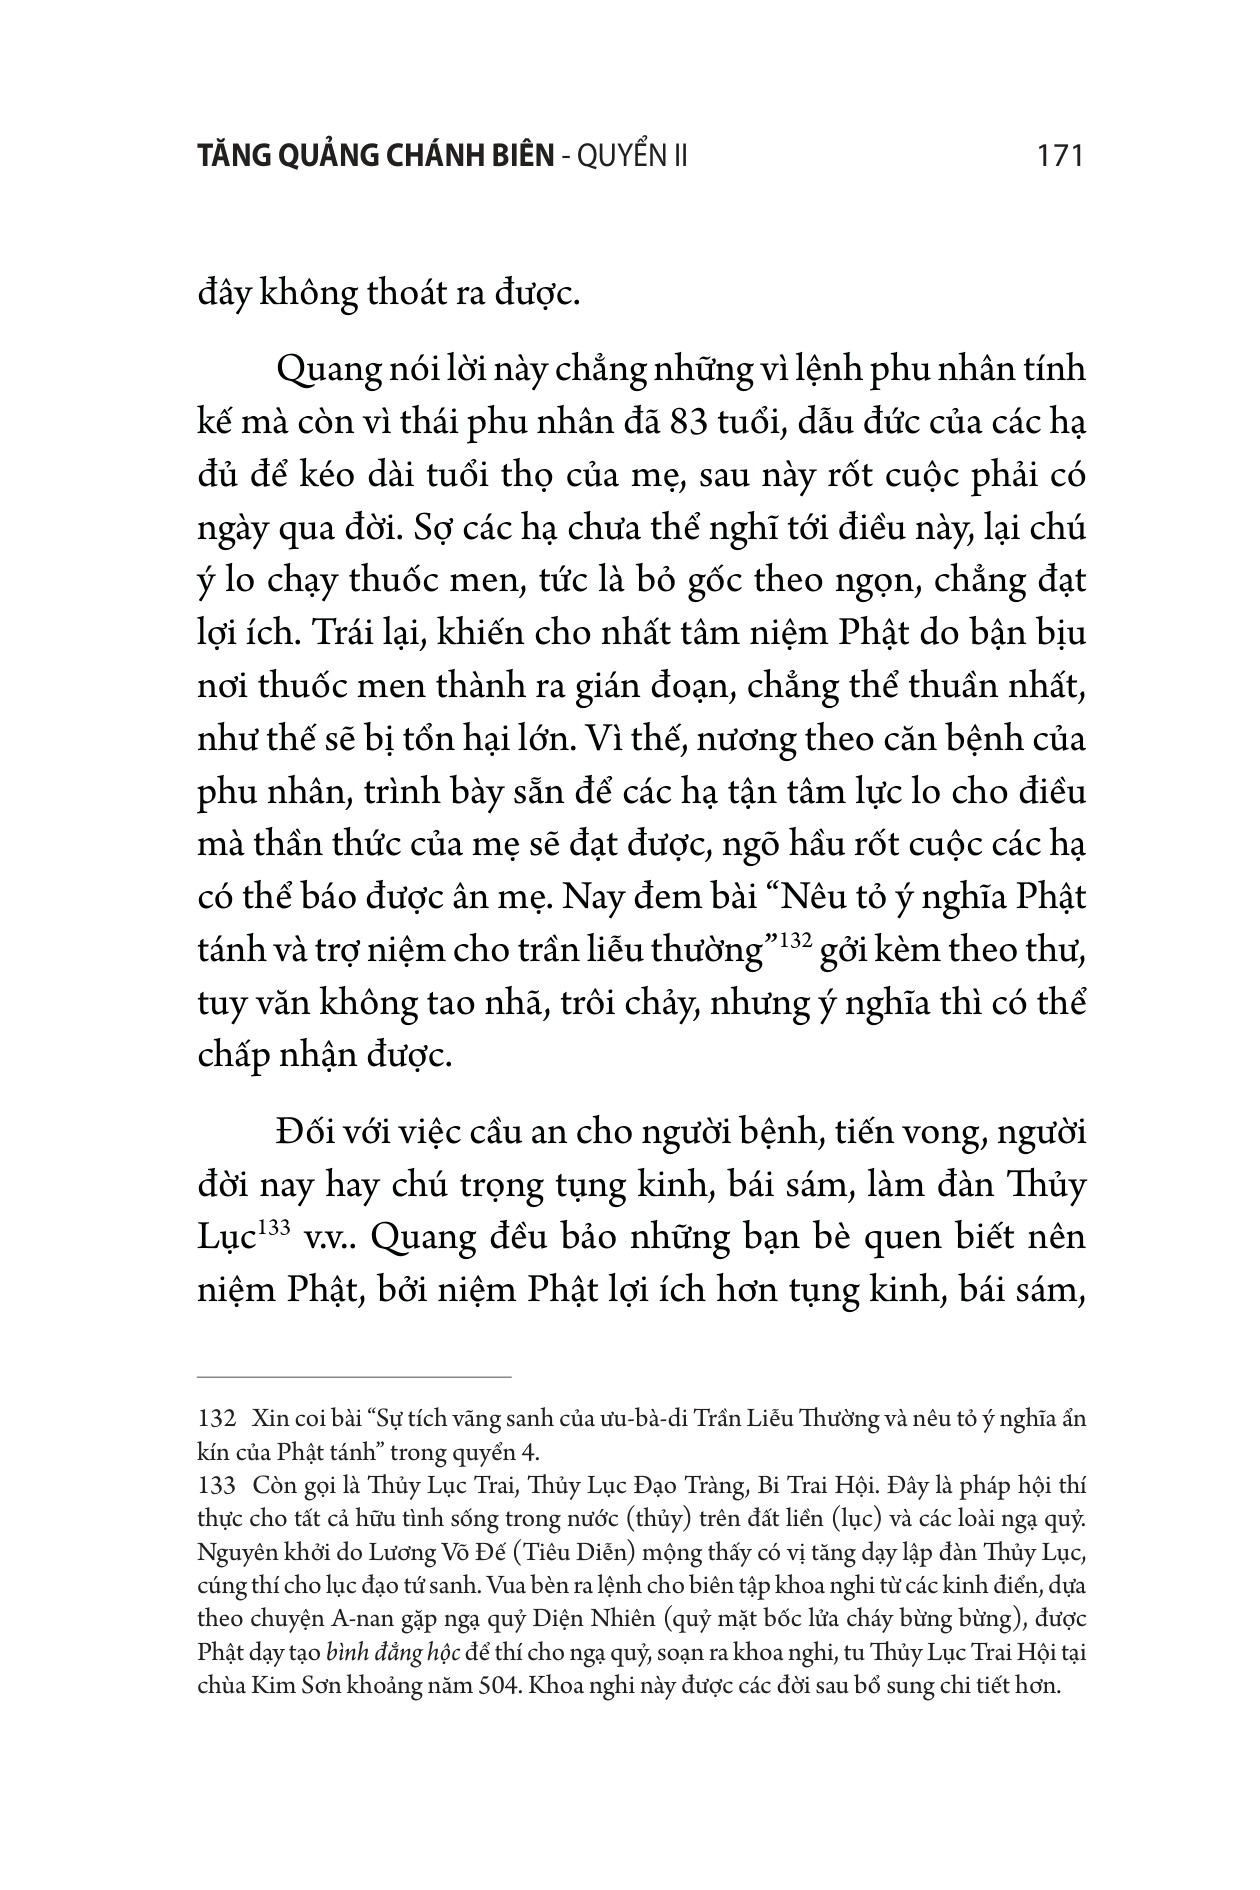 TĂNG QUẢNG CHÁNH BIÊN - QUYỂN II 171
đây không thoát ra được.
Quang nói lời này chẳng những vì lệnh phu nhân tính
kế mà còn vì thái phu nhân đã 83 tuổi, dẫu đức của các hạ
đủ để kéo dài tuổi thọ của mẹ, sau này rốt cuộc phải có
ngày qua đời. Sợ các hạ chưa thể nghĩ tới điều này, lại chú
ý lo chạy thuốc men, tức là bỏ gốc theo ngọn, chẳng đạt
lợi ích. Trái lại, khiến cho nhất tâm niệm Phật do bận bịu
nơi thuốc men thành ra gián đoạn, chẳng thể thuần nhất,
như thế sẽ bị tổn hại lớn. Vì thế, nương theo căn bệnh của
phu nhân, trình bày sẵn để các hạ tận tâm lực lo cho điều
mà thần thức của mẹ sẽ đạt được, ngõ hầu rốt cuộc các hạ
có thể báo được ân mẹ. Nay đem bài “Nêu tỏ ý nghĩa Phật
tánh và trợ niệm cho trần liễu thường”132 gởi kèm theo thư,
tuy văn không tao nhã, trôi chảy, nhưng ý nghĩa thì có thể
chấp nhận được.
Đối với việc cầu an cho người bệnh, tiến vong, người
đời nay hay chú trọng tụng kinh, bái sám, làm đàn Thủy
Lục133 v.v.. Quang đều bảo những bạn bè quen biết nên
niệm Phật, bởi niệm Phật lợi ích hơn tụng kinh, bái sám,
132 Xin coi bài “Sự tích vãng sanh của ưu-bà-di Trần Liễu Thường và nêu tỏ ý nghĩa ẩn
kín của Phật tánh” trong quyển 4.
133 Còn gọi là Thủy Lục Trai, Thủy Lục Đạo Tràng, Bi Trai Hội. Đây là pháp hội thí
thực cho tất cả hữu tình sống trong nước (thủy) trên đất liền (lục) và các loài ngạ quỷ.
Nguyên khởi do Lương Võ Đế (Tiêu Diễn) mộng thấy có vị tăng dạy lập đàn Thủy Lục,
cúng thí cho lục đạo tứ sanh. Vua bèn ra lệnh cho biên tập khoa nghi từ các kinh điển, dựa
theo chuyện A-nan gặp ngạ quỷ Diện Nhiên (quỷ mặt bốc lửa cháy bừng bừng), được
Phật dạy tạo bình đẳng hộc để thí cho ngạ quỷ, soạn ra khoa nghi, tu Thủy Lục Trai Hội tại
chùa Kim Sơn khoảng năm 504. Khoa nghi này được các đời sau bổ sung chi tiết hơn.